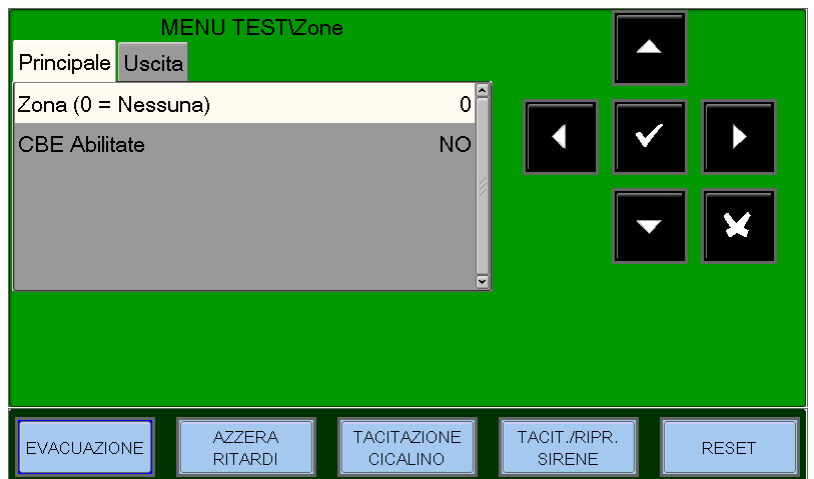 MENU TEST\Zone
Principale Uscita
Zona (0 = Nessuna) 0
CBE Abilitate NO
EVACUAZIONE
AZZERA
RITARDI
TACITAZIONE
CICALINO
TACIT./RIPR.
SIRENE
RESET